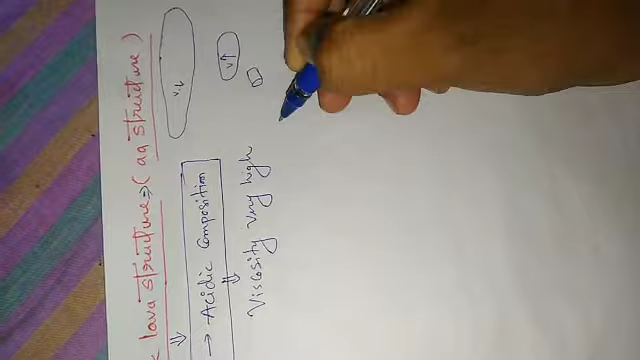 lava structure ⇒ (aa structure)
V↓
V↑
⇓
→ Acidic Composition
⇓
Viscosity very high